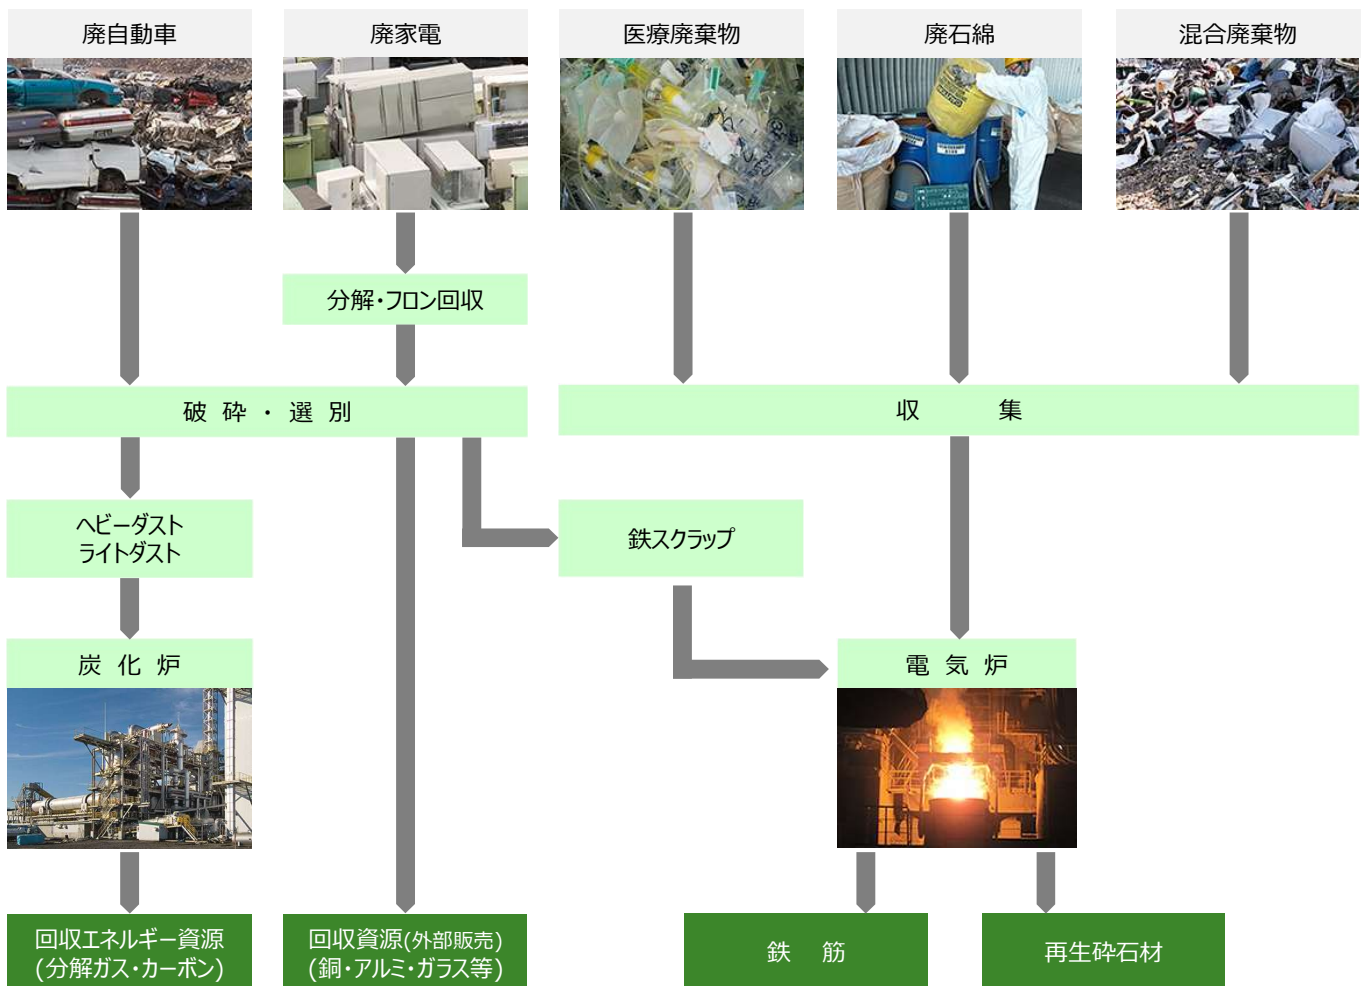 廃自動車
廃家電
医療廃棄物
廃石綿
混合廃棄物
分解・フロン回収
破砕・選別
収集
ヘビーダスト
ライトダスト
鉄スクラップ
炭化炉
電気炉
回収エネルギー資源
(分解ガス・カーボン)
回収資源(外部販売)
(銅・アルミ・ガラス等)
鉄筋
再生砕石材